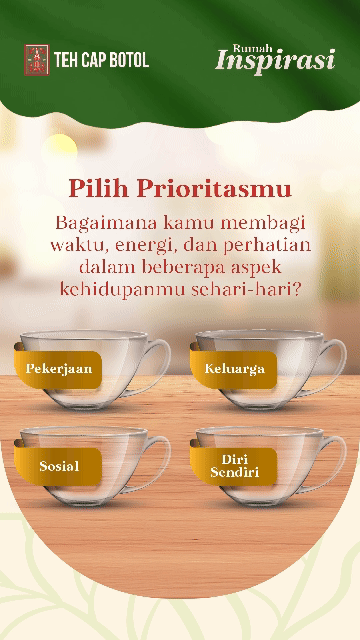 TEH CAP BOTOL
Rumah
Inspirasi
Pilih Prioritasmu
Bagaimana kamu membagi
waktu, energi, dan perhatian
dalam beberapa aspek
kehidupanmu sehari-hari?
Pekerjaan
Keluarga
Sosial
Diri
Sendiri